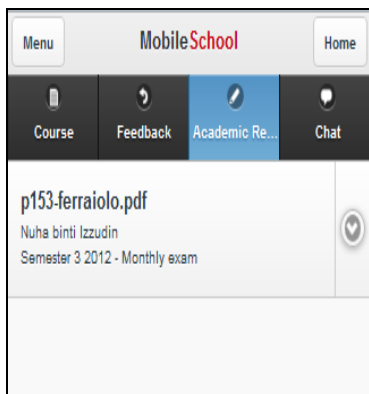 Menu MobileSchool Home
Course Feedback Academic Re... Chat
p153-ferraiolo.pdf
Nuha binti Izzudin
Semester 3 2012 - Monthly exam